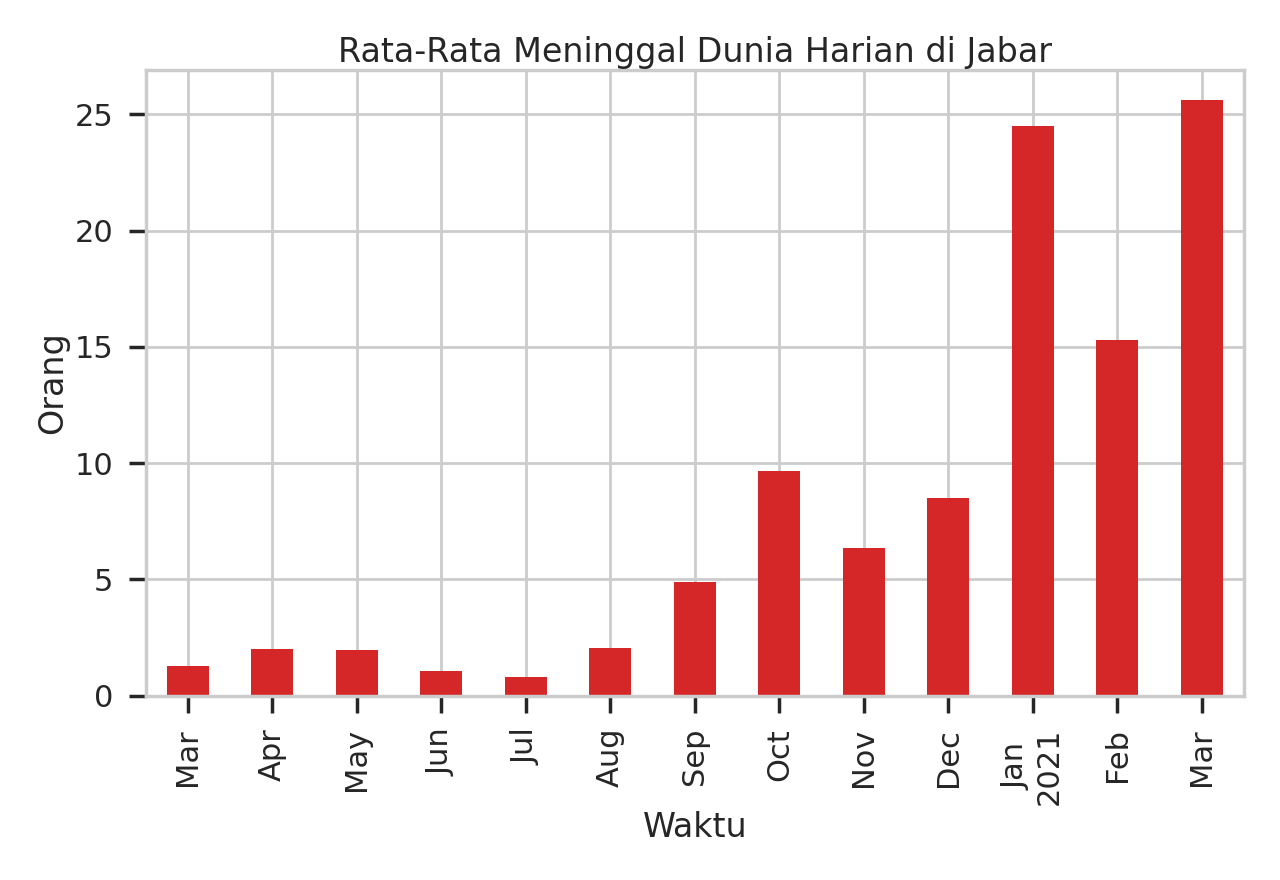 Rata-Rata Meninggal Dunia Harian di Jabar
Orang
25
20
15
10
5
0
Mar
Apr
May
Jun
Jul
Aug
Sep
Oct
Nov
Dec
Jan
2021
Feb
Mar
Waktu